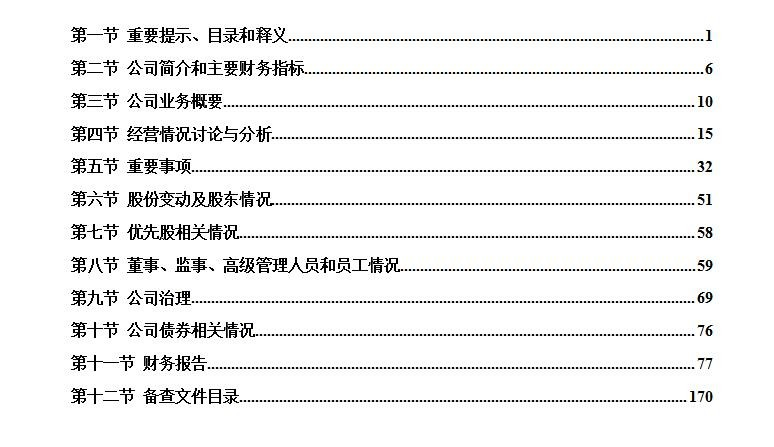 第一节 重要提示、目录和释义........................1
第二节 公司简介和主要财务指标........................6
第三节 公司业务概要........................10
第四节 经营情况讨论与分析........................15
第五节 重要事项........................32
第六节 股份变动及股东情况........................51
第七节 优先股相关情况........................58
第八节 董事、监事、高级管理人员和员工情况........................59
第九节 公司治理........................69
第十节 公司债券相关情况........................76
第十一节 财务报告........................77
第十二节 备查文件目录........................170